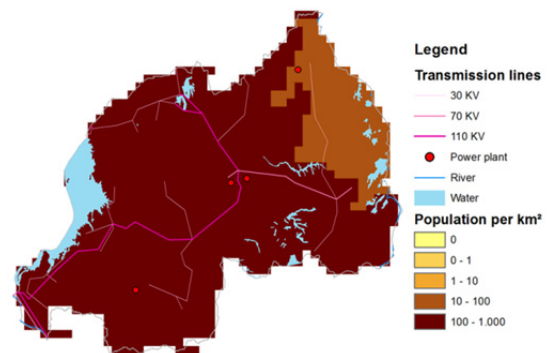 Legend
Transmission lines
30 KV
70 KV
110 KV
Power plant
River
Water
Population per km²
0
0 - 1
1 - 10
10 - 100
100 - 1.000